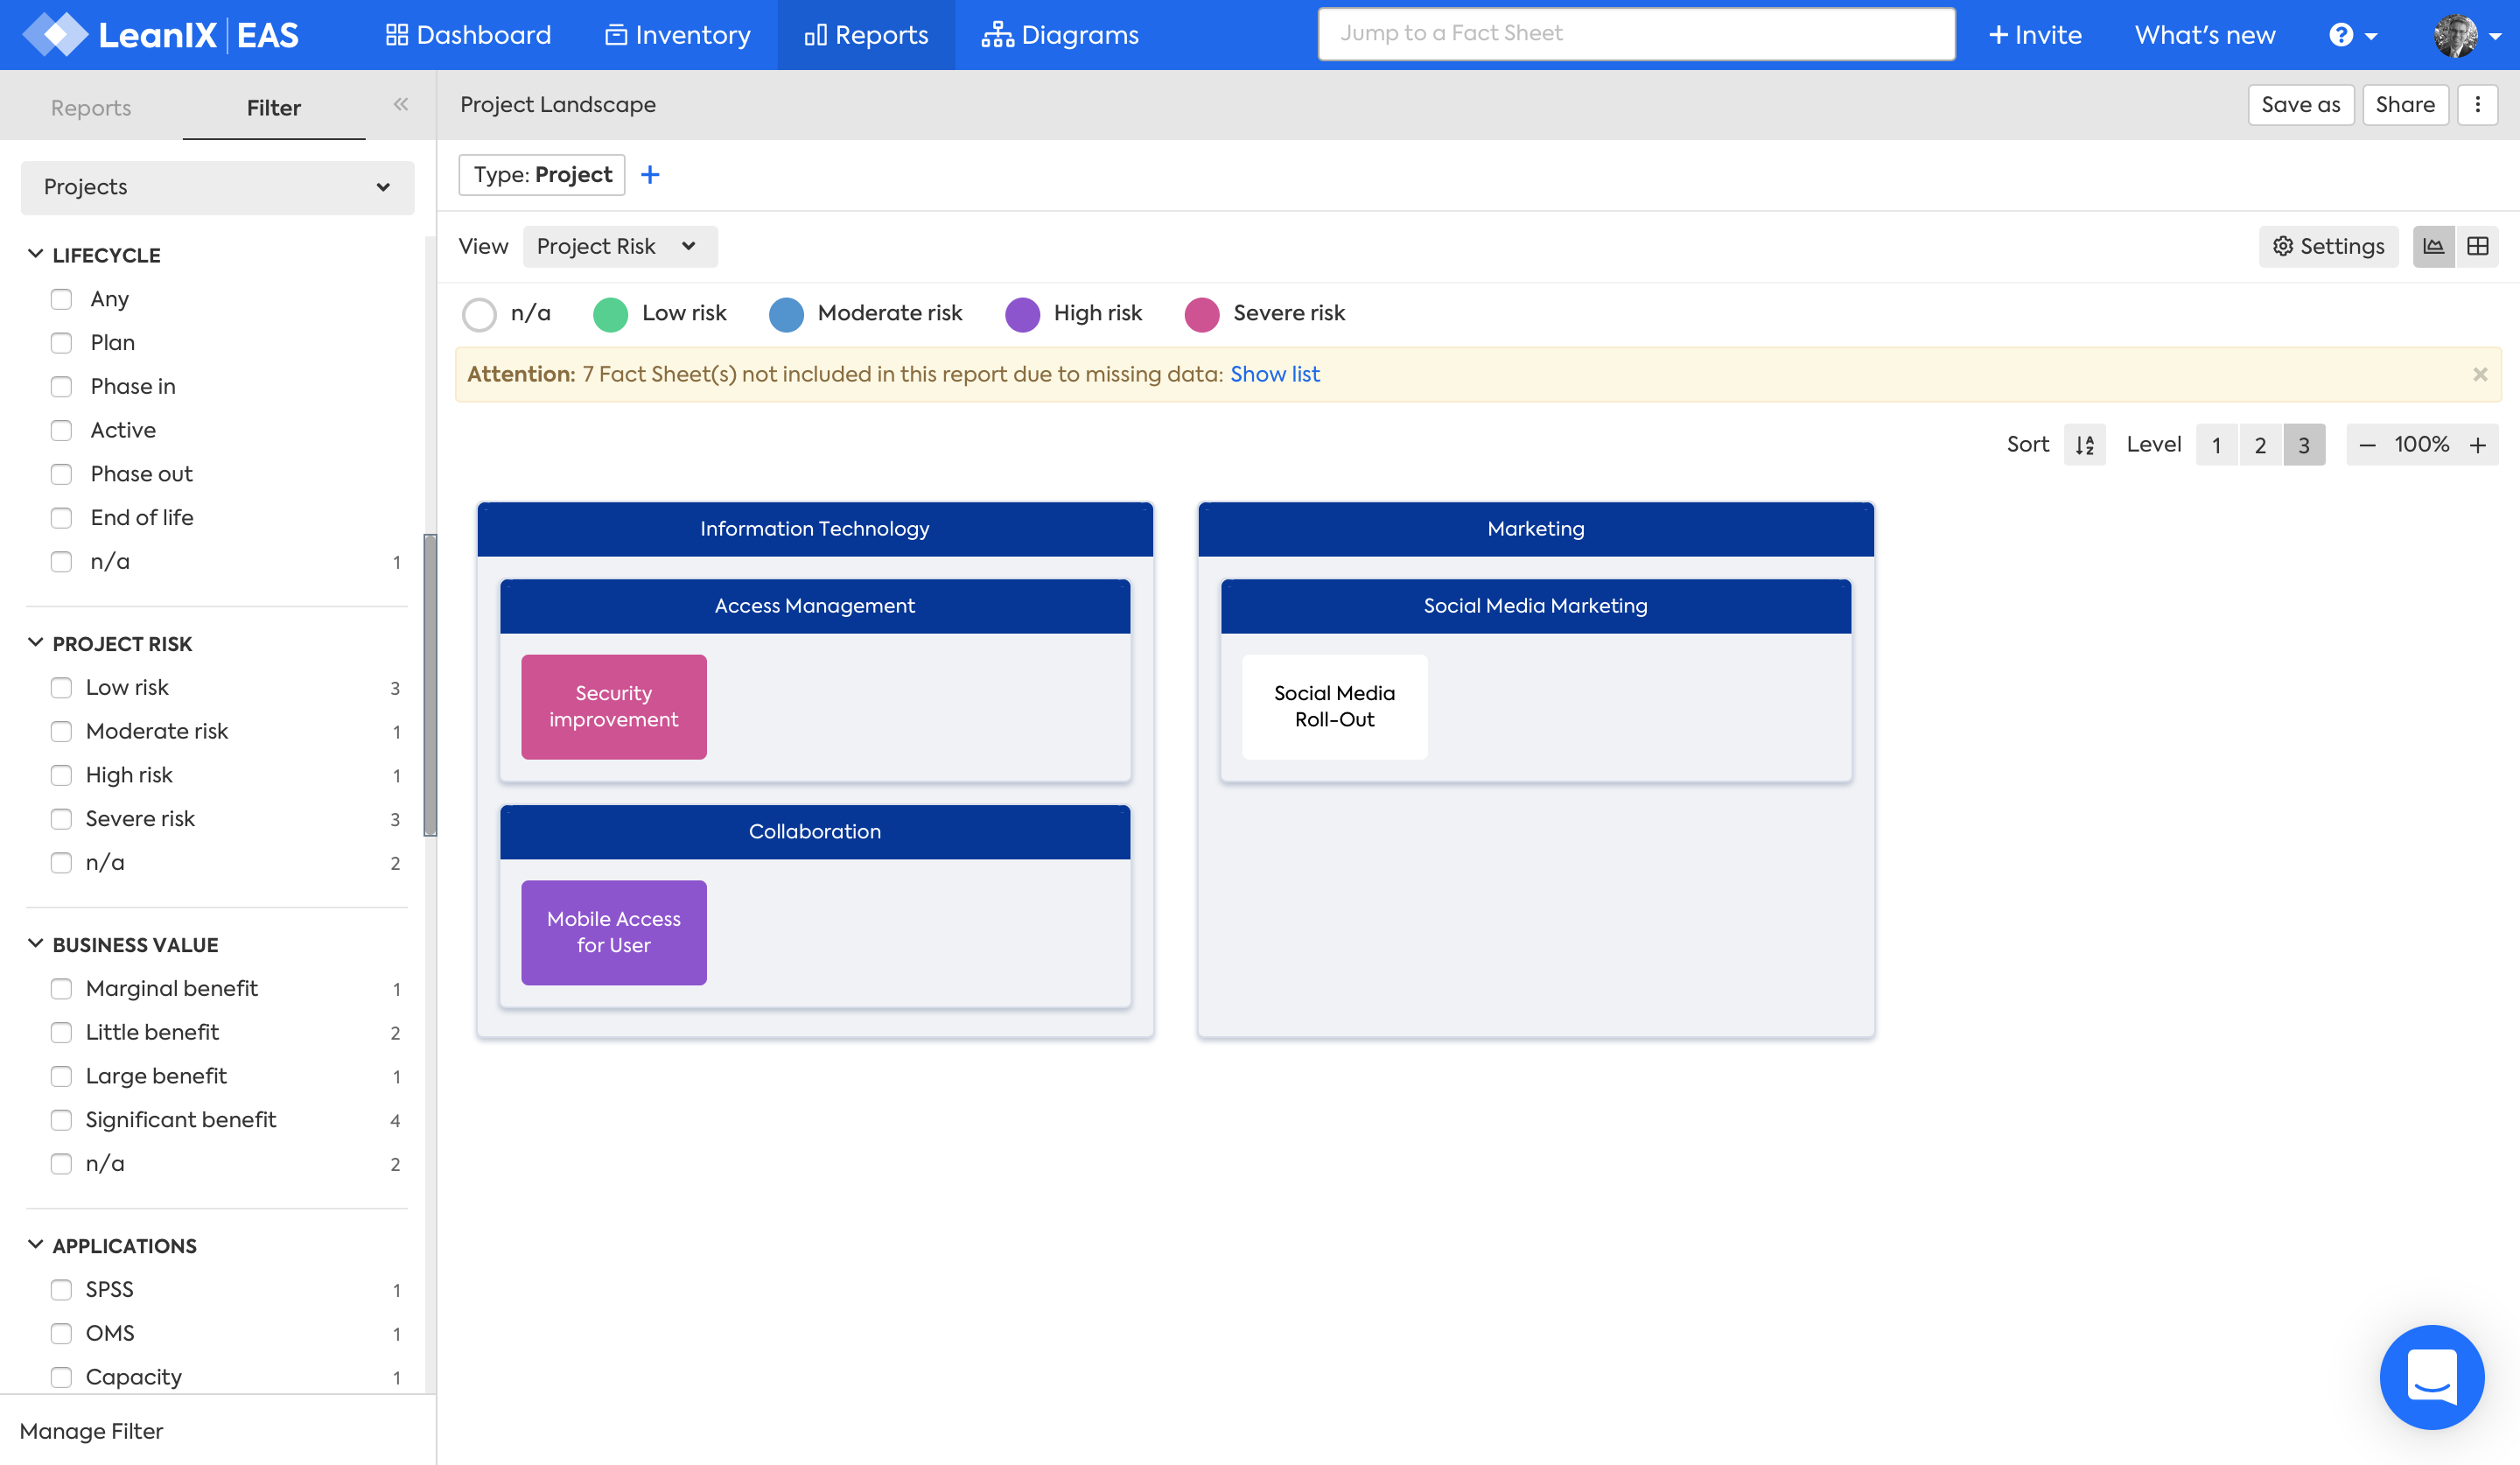 LeanIX EAS
Dashboard
Inventory
Reports
Diagrams
Jump to a Fact Sheet
+ Invite
What's new
?
Reports
Filter
«
Project Landscape
Save as
Share
Projects
Type: Project +
LIFECYCLE
Any
Plan
Phase in
Active
Phase out
End of life
n/a 1
PROJECT RISK
Low risk 3
Moderate risk 1
High risk 1
Severe risk 3
n/a 2
BUSINESS VALUE
Marginal benefit 1
Little benefit 2
Large benefit 1
Significant benefit 4
n/a 2
APPLICATIONS
SPSS 1
OMS 1
Capacity 1
Manage Filter
View Project Risk
Settings
n/a
Low risk
Moderate risk
High risk
Severe risk
Attention: 7 Fact Sheet(s) not included in this report due to missing data: Show list ×
Sort AZ Level 1 2 3 — 100% +
Information Technology
Access Management
Security
improvement
Collaboration
Mobile Access
for User
Marketing
Social Media Marketing
Social Media
Roll-Out